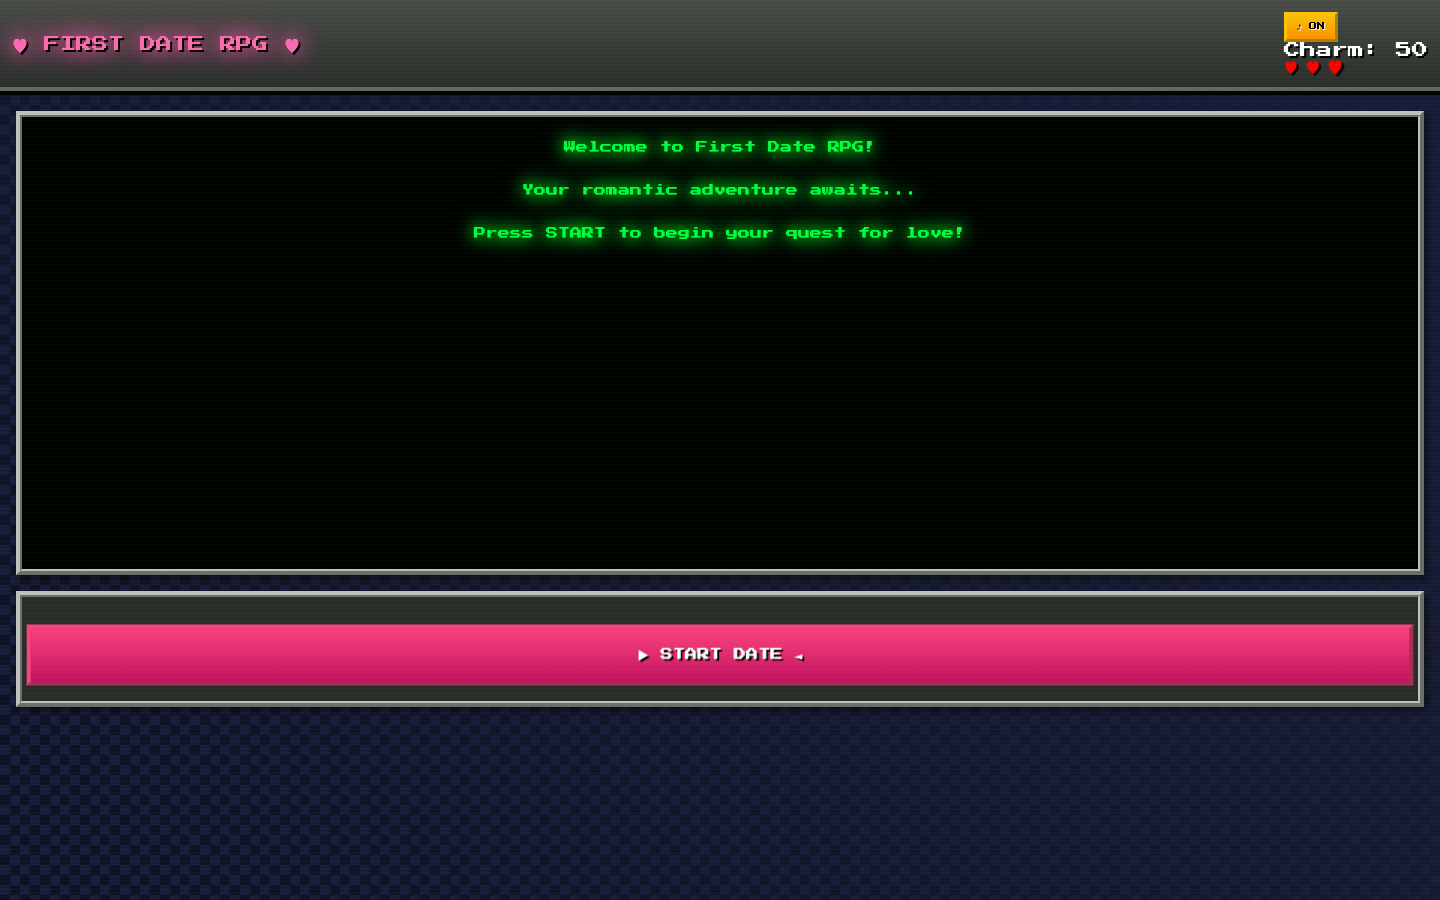 ♥ FIRST DATE RPG ♥
♪ ON
Charm: 50
♥ ♥ ♥
Welcome to First Date RPG!
Your romantic adventure awaits...
Press START to begin your quest for love!
▶ START DATE ◄